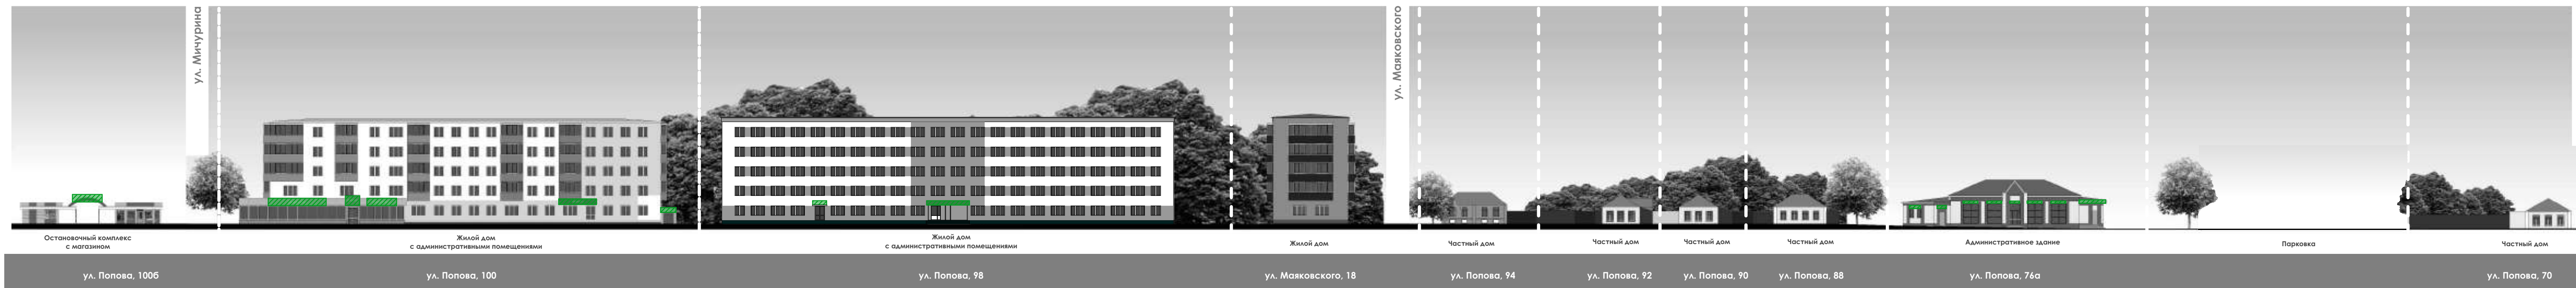 ул. Мичурина
ул. Маяковского
Остановочный комплекс
с магазином
Жилой дом
с административными помещениями
Жилой дом
с административными помещениями
Жилой дом
Частный дом
Частный дом
Частный дом
Частный дом
Административное здание
Парковка
Частный дом
ул. Попова, 100б
ул. Попова, 100
ул. Попова, 98
ул. Маяковского, 18
ул. Попова, 94
ул. Попова, 92
ул. Попова, 90
ул. Попова, 88
ул. Попова, 76а
ул. Попова, 70